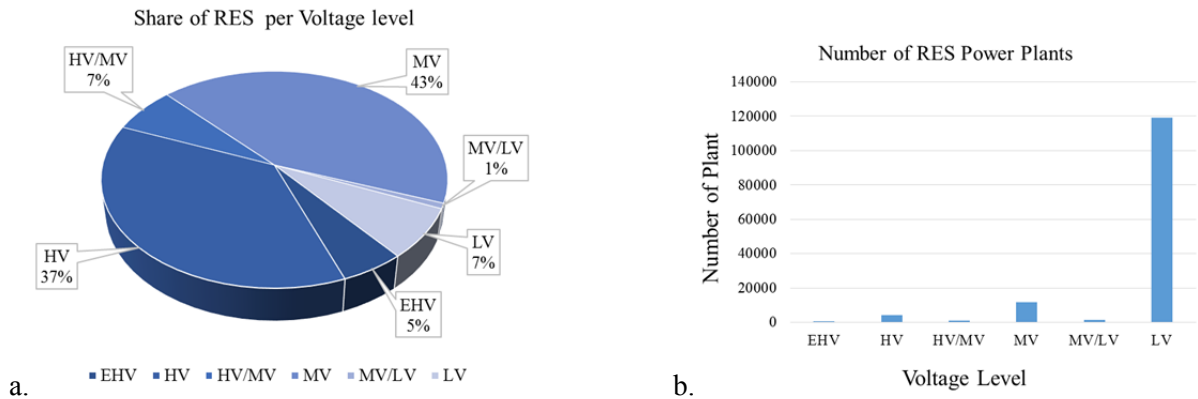 Share of RES per Voltage level
HV/MV
7%
MV
43%
MV/LV
1%
LV
7%
EHV
5%
HV
37%
EHV HV HV/MV MV MV/LV LV
a.
Number of RES Power Plants
Number of Plant
140000
120000
100000
80000
60000
40000
20000
0
EHV HV HV/MV MV MV/LV LV
Voltage Level
b.